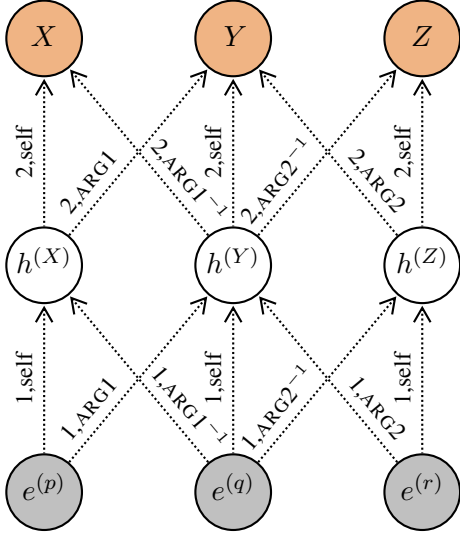 X Y Z
2,self 2,ARG1 2,ARG1⁻¹ 2,self 2,ARG2⁻¹ 2,ARG2 2,self
h⁽ˣ⁾ h⁽ʸ⁾ h⁽ᶻ⁾
1,self 1,ARG1 1,ARG1⁻¹ 1,self 1,ARG2⁻¹ 1,ARG2 1,self
e⁽ᵖ⁾ e^(q) e⁽ʳ⁾